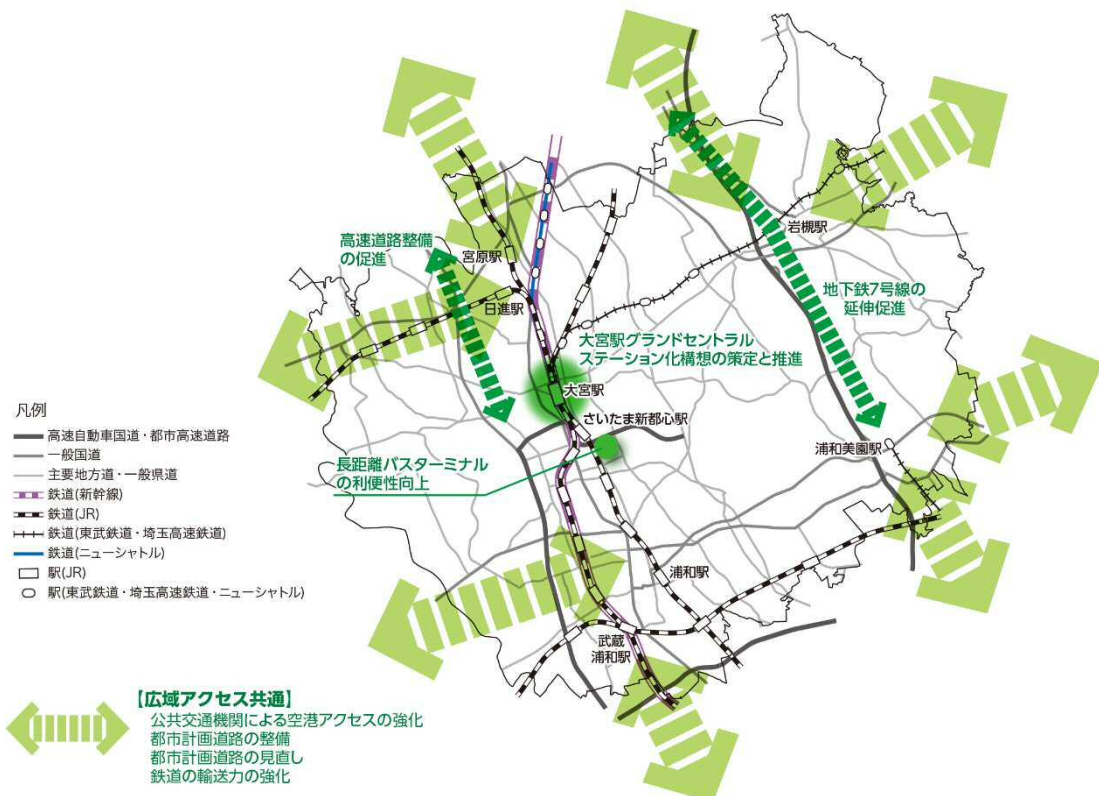 高速道路整備
の促進
宮原駅
日進駅
岩槻駅
地下鉄7号線の
延伸促進
大宮駅グランドセントラル
ステーション化構想の策定と推進
大宮駅
さいたま新都心駅
浦和美園駅
長距離バスターミナル
の利便性向上
浦和駅
武蔵
浦和駅
凡例
高速自動車国道・都市高速道路
一般国道
主要地方道・一般県道
鉄道(新幹線)
鉄道(JR)
鉄道(東武鉄道・埼玉高速鉄道)
鉄道(ニューシャトル)
駅(JR)
駅(東武鉄道・埼玉高速鉄道・ニューシャトル)
【広域アクセス共通】
公共交通機関による空港アクセスの強化
都市計画道路の整備
都市計画道路の見直し
鉄道の輸送力の強化